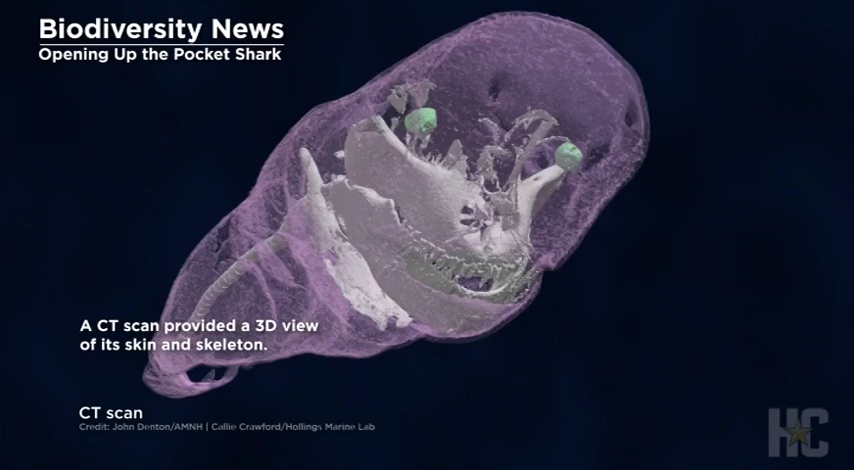 Biodiversity News
Opening Up the Pocket Shark
A CT scan provided a 3D view
of its skin and skeleton.
CT scan
Credit: John Denton/AMNH | Callie Crawford/Hollings Marine Lab
HC